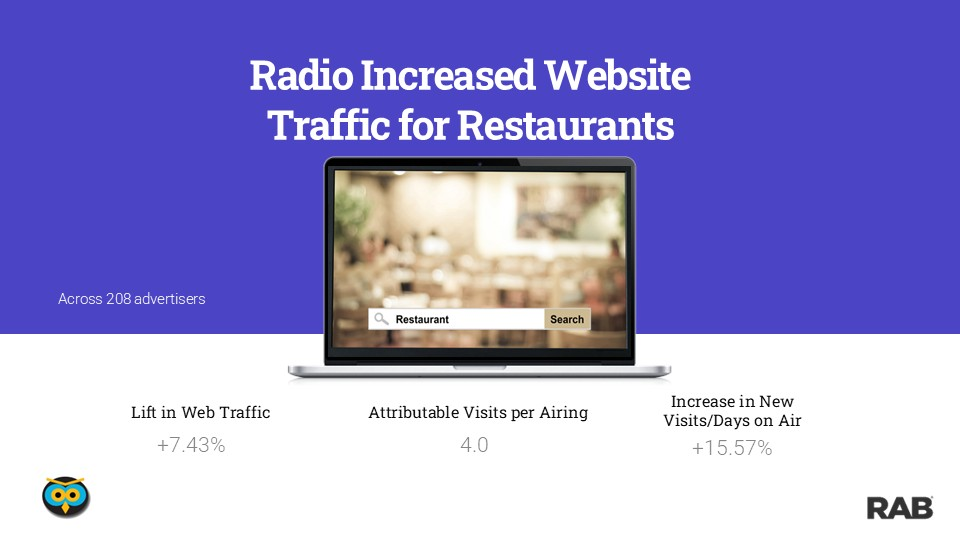 Radio Increased Website
Traffic for Restaurants
Restaurant
Search
Across 208 advertisers
Lift in Web Traffic
+7.43%
Attributable Visits per Airing
4.0
Increase in New
Visits/Days on Air
+15.57%
RAB